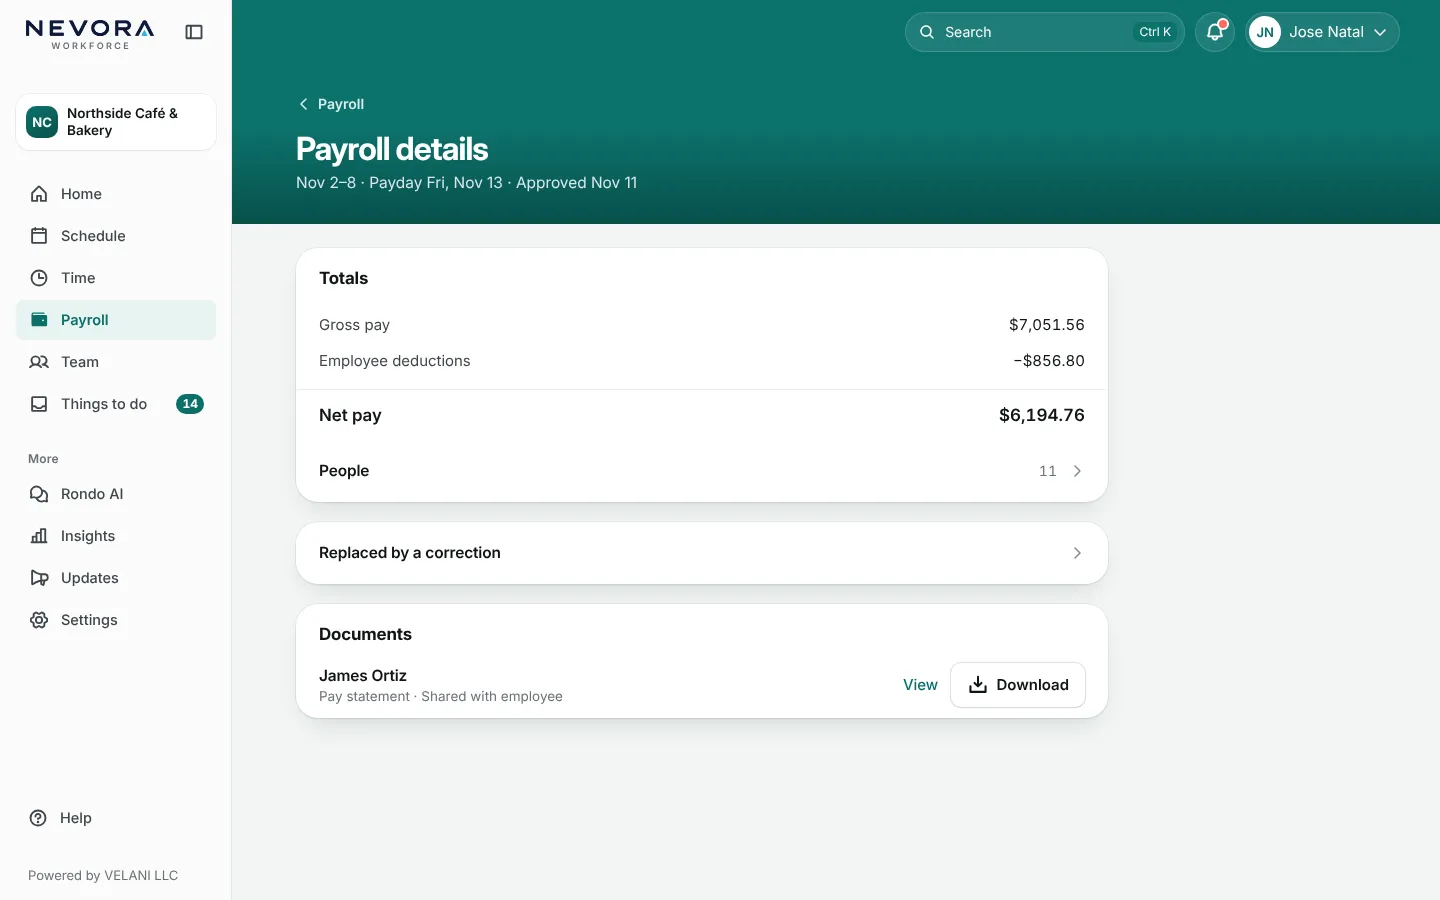 NEVORA
WORKFORCE
Search
Ctrl K
JN
Jose Natal
NC
Northside Café &
Bakery
Home
Schedule
Time
Payroll
Team
Things to do
14
More
Rondo AI
Insights
Updates
Settings
Help
Powered by VELANI LLC
Payroll
Payroll details
Nov 2–8 · Payday Fri, Nov 13 · Approved Nov 11
Totals
Gross pay
$7,051.56
Employee deductions
−$856.80
Net pay
$6,194.76
People
11
Replaced by a correction
Documents
James Ortiz
Pay statement · Shared with employee
View
Download